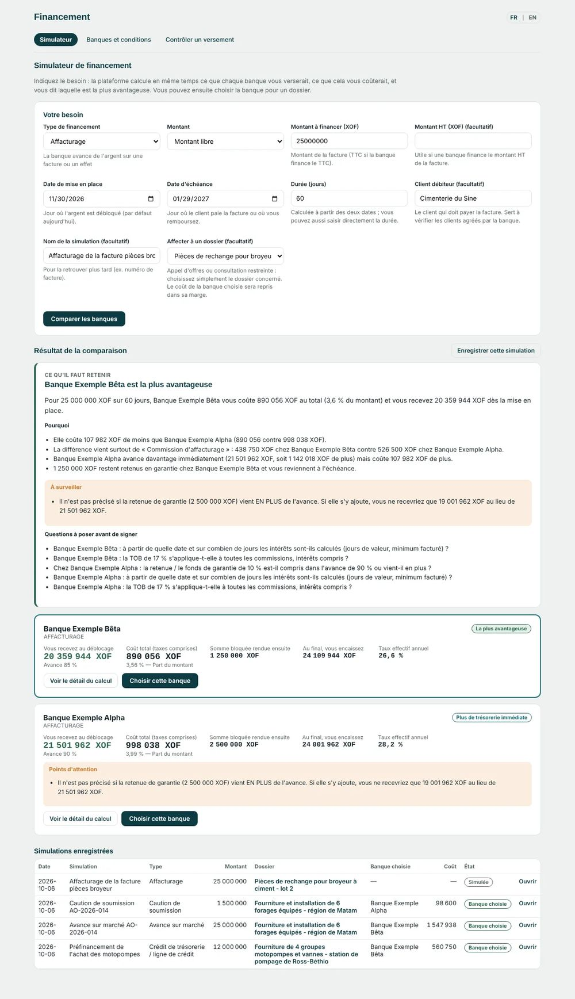 Financement
FR | EN
Simulateur
Banques et conditions
Contrôler un versement
Simulateur de financement
Indiquez le besoin : la plateforme calcule en même temps ce que chaque banque vous verserait, ce que cela vous coûterait, et
vous dit laquelle est la plus avantageuse. Vous pouvez ensuite choisir la banque pour un dossier.
Votre besoin
Type de financement
Affacturage
La banque avance de l'argent sur une
facture ou un effet
Montant
Montant libre
Montant à financer (XOF)
25000000
Montant de la facture (TTC si la banque
finance le TTC).
Montant HT (XOF) (facultatif)
Utile si une banque finance le montant HT
de la facture.
Date de mise en place
11/30/2026
Jour où l'argent est débloqué (par défaut
aujourd'hui).
Date d'échéance
01/29/2027
Jour où le client paie la facture ou où vous
remboursez.
Durée (jours)
60
Calculée à partir des deux dates ; vous
pouvez aussi saisir directement la durée.
Client débiteur (facultatif)
Cimenterie du Sine
Le client qui doit payer la facture. Sert à
vérifier les clients agréés par la banque.
Nom de la simulation (facultatif)
Affacturage de la facture pièces brc
Pour la retrouver plus tard (ex. numéro de
facture).
Affecter à un dossier (facultatif)
Pièces de rechange pour broyeu
Appel d'offres ou consultation restreinte :
choisissez simplement le dossier concerné.
Le coût de la banque choisie sera repris
dans sa marge.
Comparer les banques
Résultat de la comparaison
Enregistrer cette simulation
CE QU'IL FAUT RETENIR
Banque Exemple Bêta est la plus avantageuse
Pour 25 000 000 XOF sur 60 jours, Banque Exemple Bêta vous coûte 890 056 XOF au total (3,6 % du montant) et vous recevez 20 359 944 XOF dès la mise en
place.
Pourquoi
• Elle coûte 107 982 XOF de moins que Banque Exemple Alpha (890 056 contre 998 038 XOF).
• La différence vient surtout de « Commission d'affacturage » : 438 750 XOF chez Banque Exemple Bêta contre 526 500 XOF chez Banque Exemple Alpha.
• Banque Exemple Alpha avance davantage immédiatement (21 501 962 XOF, soit 1 142 018 XOF de plus) mais coûte 107 982 XOF de plus.
• 1 250 000 XOF restent retenus en garantie chez Banque Exemple Bêta et vous reviennent à l'échéance.
À surveiller
• Il n'est pas précisé si la retenue de garantie (2 500 000 XOF) vient EN PLUS de l'avance. Si elle s'y ajoute, vous ne recevriez que 19 001 962 XOF au lieu de
21 501 962 XOF.
Questions à poser avant de signer
• Banque Exemple Bêta : à partir de quelle date et sur combien de jours les intérêts sont-ils calculés (jours de valeur, minimum facturé) ?
• Banque Exemple Bêta : la TOB de 17 % s'applique-t-elle à toutes les commissions, intérêts compris ?
• Chez Banque Exemple Alpha : la retenue / le fonds de garantie de 10 % est-il compris dans l'avance de 90 % ou vient-il en plus ?
• Banque Exemple Alpha : à partir de quelle date et sur combien de jours les intérêts sont-ils calculés (jours de valeur, minimum facturé) ?
• Banque Exemple Alpha : la TOB de 17 % s'applique-t-elle à toutes les commissions, intérêts compris ?
Banque Exemple Bêta
La plus avantageuse
AFFACTURAGE
Vous recevez au déblocage
20 359 944 XOF
Avance 85 %
Coût total (taxes comprises)
890 056 XOF
3,56 % — Part du montant
Somme bloquée rendue ensuite
1 250 000 XOF
Au final, vous encaissez
24 109 944 XOF
Taux effectif annuel
26,6 %
Voir le détail du calcul
Choisir cette banque
Banque Exemple Alpha
Plus de trésorerie immédiate
AFFACTURAGE
Vous recevez au déblocage
21 501 962 XOF
Avance 90 %
Coût total (taxes comprises)
998 038 XOF
3,99 % — Part du montant
Somme bloquée rendue ensuite
2 500 000 XOF
Au final, vous encaissez
24 001 962 XOF
Taux effectif annuel
28,2 %
Points d'attention
• Il n'est pas précisé si la retenue de garantie (2 500 000 XOF) vient EN PLUS de l'avance. Si elle s'y ajoute, vous ne recevriez que 19 001 962 XOF au lieu de
21 501 962 XOF.
Voir le détail du calcul
Choisir cette banque
Simulations enregistrées
Date Simulation Type Montant Dossier Banque choisie Coût État
2026-10-06 Affacturage de la facture pièces broyeur Affacturage 25 000 000 Pièces de rechange pour broyeur à ciment - lot 2 — — Simulée Ouvrir
2026-10-06 Caution de soumission AO-2026-014 Caution de soumission 1 500 000 Fourniture et installation de 6 forages équipés - région de Matam Banque Exemple Alpha 98 600 Banque choisie Ouvrir
2026-10-06 Avance sur marché AO-2026-014 Avance sur marché 25 000 000 Fourniture et installation de 6 forages équipés - région de Matam Banque Exemple Bêta 1 547 938 Banque choisie Ouvrir
2026-10-06 Préfinancement de l'achat des motopompes Crédit de trésorerie / ligne de crédit 12 000 000 Fourniture de 4 groupes motopompes et vannes - station de pompage de Ross-Béthio Banque Exemple Bêta 560 750 Banque choisie Ouvrir